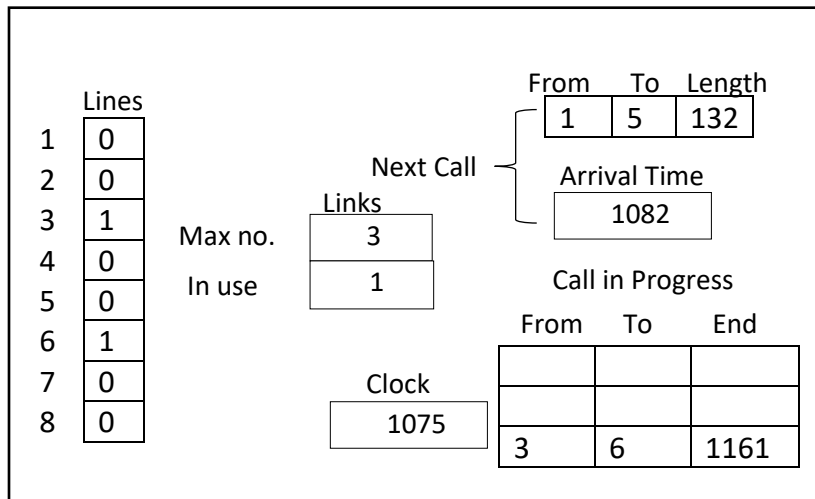 From To Length
1 5 132
Next Call
Arrival Time
1082
Lines
1 0
2 0
3 1
4 0
5 0
6 1
7 0
8 0
Links
Max no. 3
In use 1
Clock
1075
Call in Progress
From To End
3 6 1161